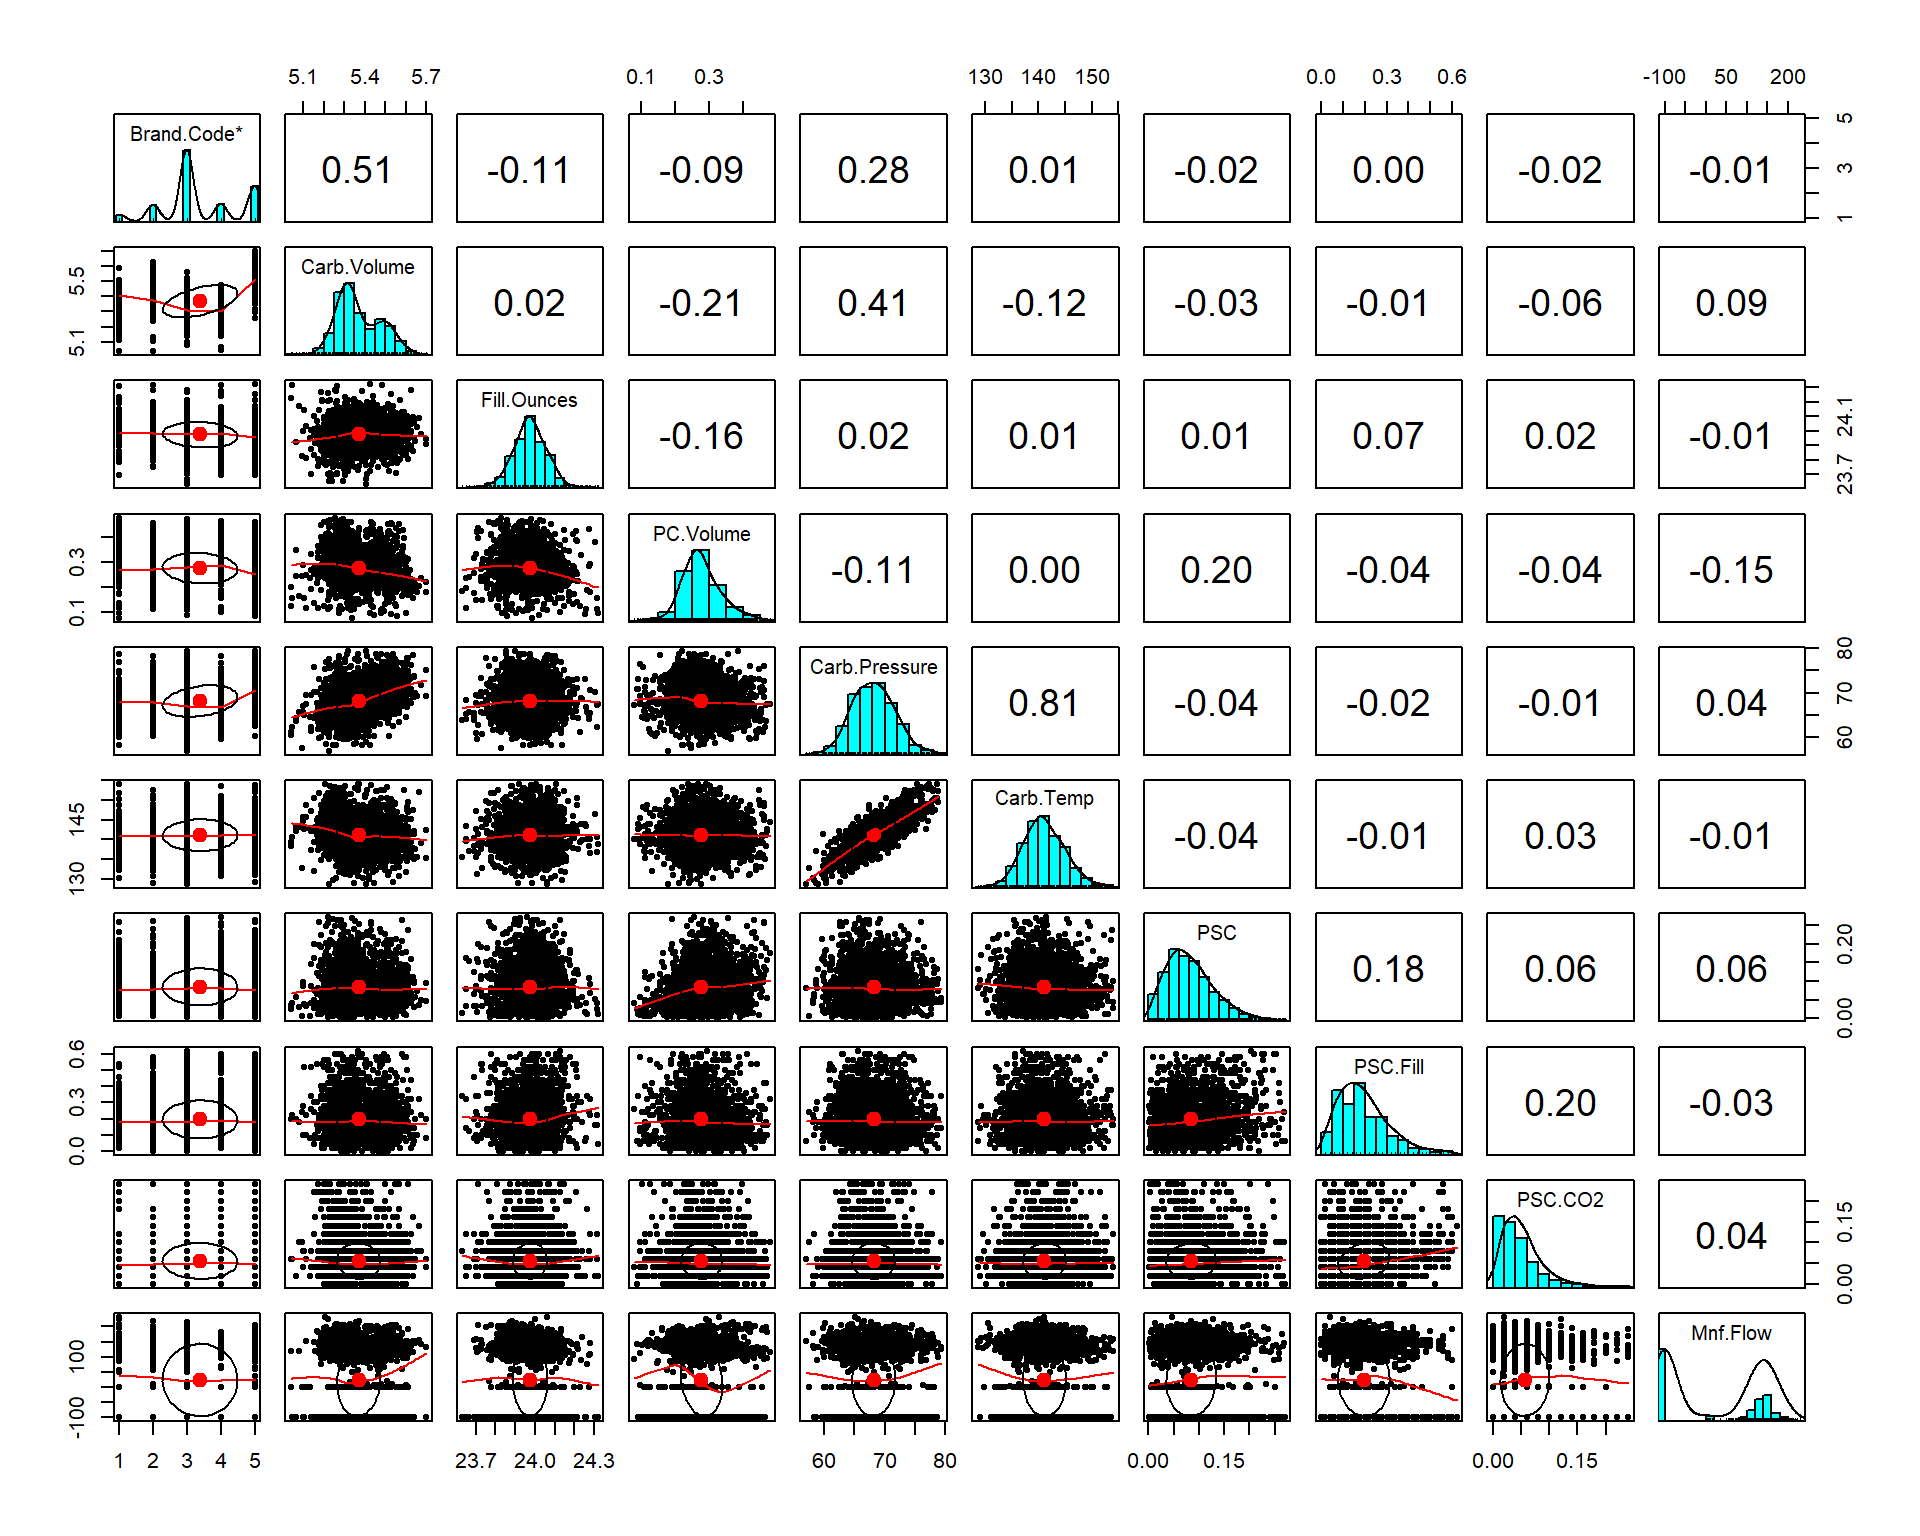 5.1 5.4 5.7 0.1 0.3 130 140 150 0.0 0.3 0.6 -100 50 200
Brand.Code* 0.51 -0.11 -0.09 0.28 0.01 -0.02 0.00 -0.02 -0.01 1 3 5
5.1 5.5 Carb.Volume 0.02 -0.21 0.41 -0.12 -0.03 -0.01 -0.06 0.09
Fill.Ounces -0.16 0.02 0.01 0.01 0.07 0.02 -0.01 23.7 24.1
0.1 0.3 PC.Volume -0.11 0.00 0.20 -0.04 -0.04 -0.15
Carb.Pressure 0.81 -0.04 -0.02 -0.01 0.04 60 70 80
130 145 Carb.Temp -0.04 -0.01 0.03 -0.01
PSC 0.18 0.06 0.06 0.00 0.20
0.0 0.3 0.6 PSC.Fill 0.20 -0.03
PSC.CO2 0.04 0.00 0.15
-100 100 Mnf.Flow
1 2 3 4 5 23.7 24.0 24.3 60 70 80 0.00 0.15 0.00 0.15